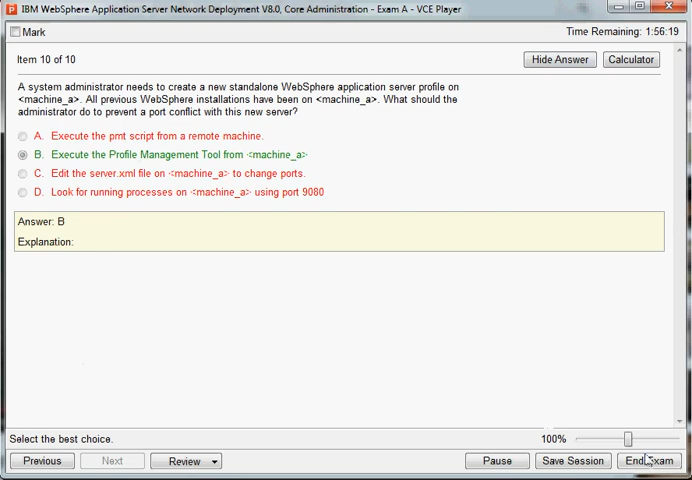 IBM WebSphere Application Server Network Deployment V8.0, Core Administration - Exam A - VCE Player
Mark
Time Remaining: 1:56:19
Item 10 of 10
Hide Answer
Calculator
A system administrator needs to create a new standalone WebSphere application server profile on
<machine_a>. All previous WebSphere installations have been on <machine_a>. What should the
administrator do to prevent a port conflict with this new server?
A. Execute the pmt script from a remote machine.
B. Execute the Profile Management Tool from <machine_a>
C. Edit the server.xml file on <machine_a> to change ports.
D. Look for running processes on <machine_a> using port 9080
Answer: B
Explanation:
Select the best choice.
100%
Previous
Next
Review
Pause
Save Session
End Exam